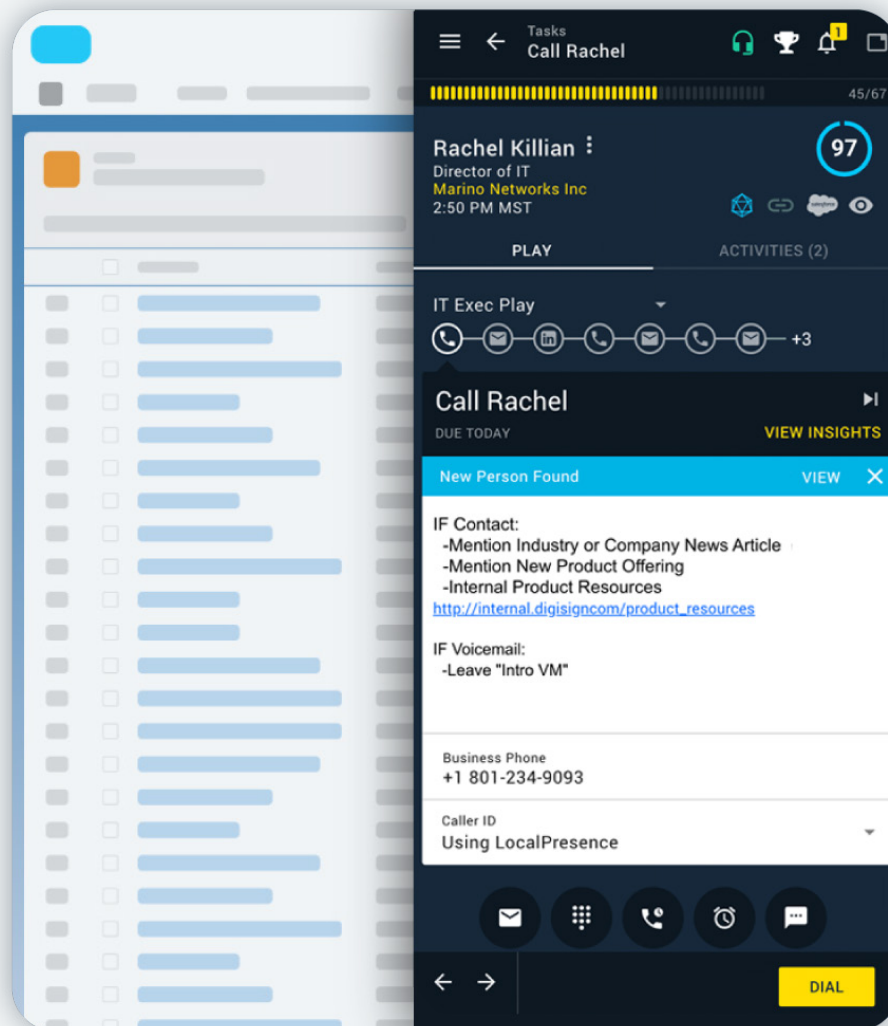 Tasks
Call Rachel
1
45/67
Rachel Killian
97
Director of IT
Marino Networks Inc
2:50 PM MST
salesforce
PLAY
ACTIVITIES (2)
IT Exec Play
in
+3
Call Rachel
DUE TODAY
VIEW INSIGHTS
New Person Found
VIEW
IF Contact:
-Mention Industry or Company News Article
-Mention New Product Offering
-Internal Product Resources
http://internal.digisigncom/product_resources
IF Voicemail:
-Leave "Intro VM"
Business Phone
+1 801-234-9093
Caller ID
Using LocalPresence
DIAL